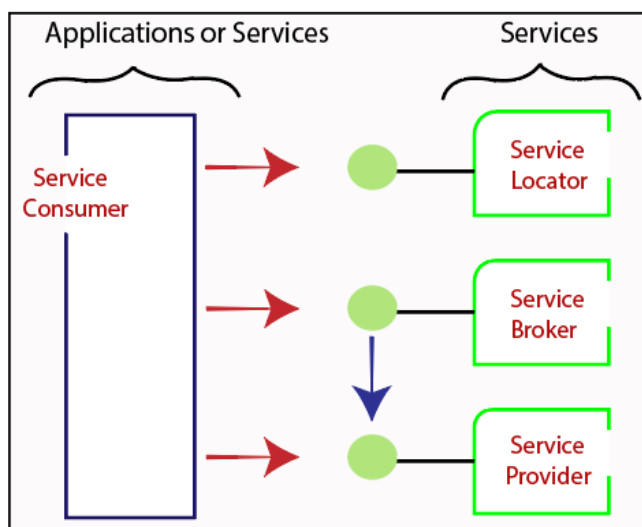 Applications or Services
Services
Service
Consumer
Service
Locator
Service
Broker
Service
Provider